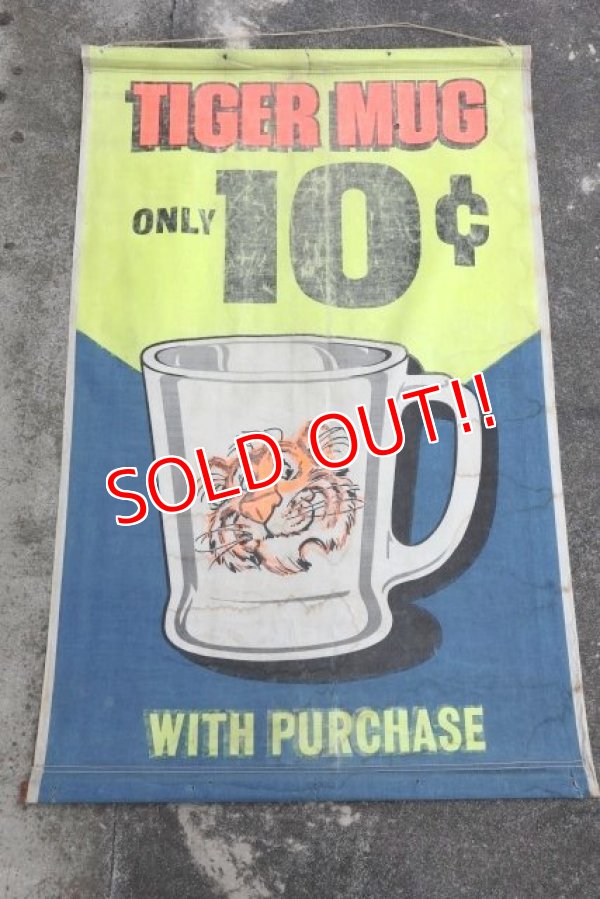 TIGER MUG
ONLY 10¢
SOLD OUT!!
WITH PURCHASE